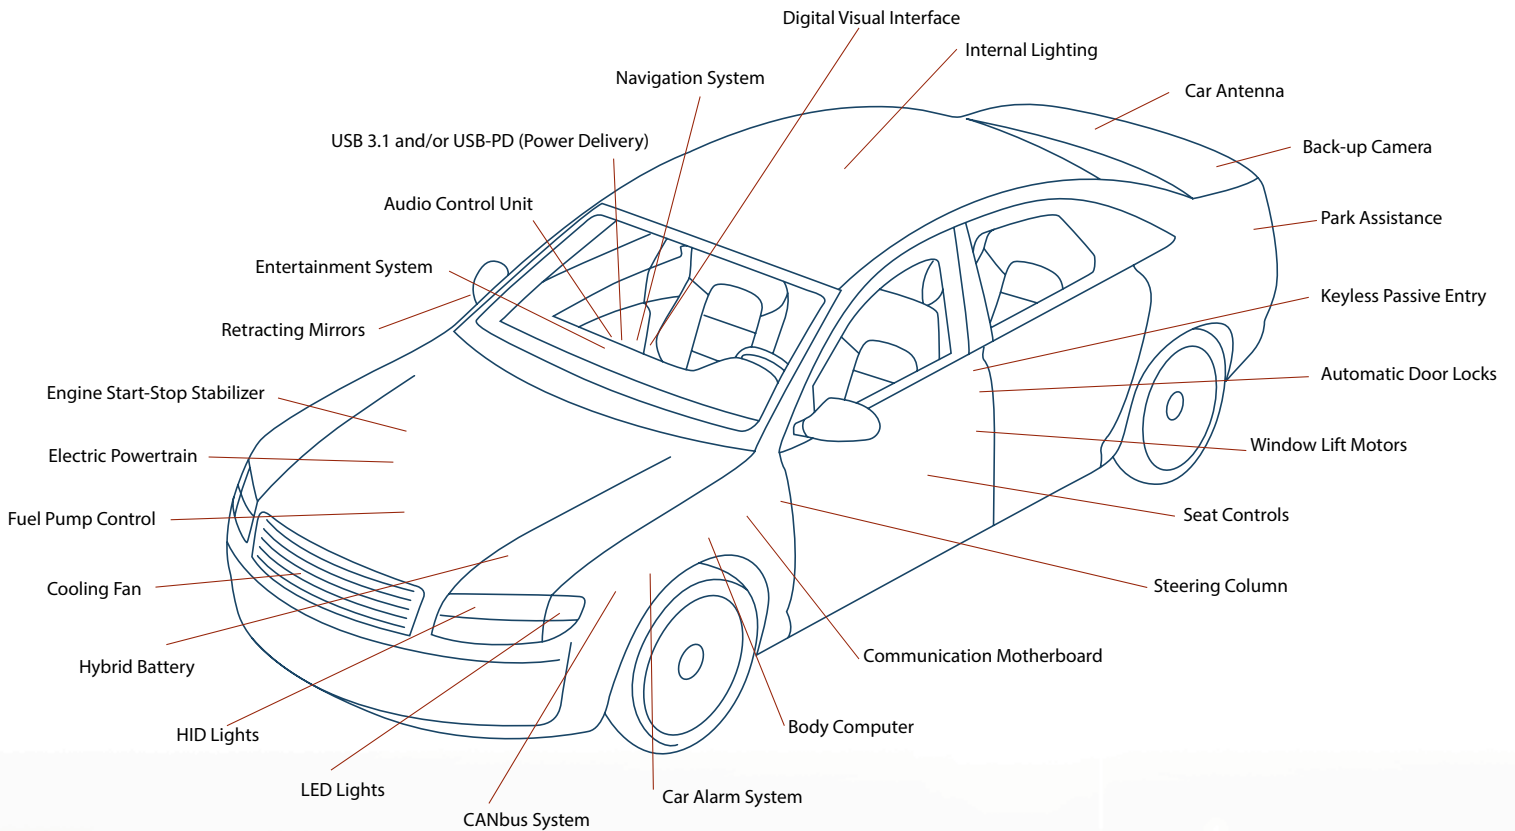 Digital Visual Interface
Internal Lighting
Navigation System
Car Antenna
USB 3.1 and/or USB-PD (Power Delivery)
Back-up Camera
Audio Control Unit
Park Assistance
Entertainment System
Keyless Passive Entry
Retracting Mirrors
Automatic Door Locks
Engine Start-Stop Stabilizer
Window Lift Motors
Electric Powertrain
Seat Controls
Fuel Pump Control
Steering Column
Cooling Fan
Communication Motherboard
Hybrid Battery
Body Computer
HID Lights
LED Lights
Car Alarm System
CANbus System